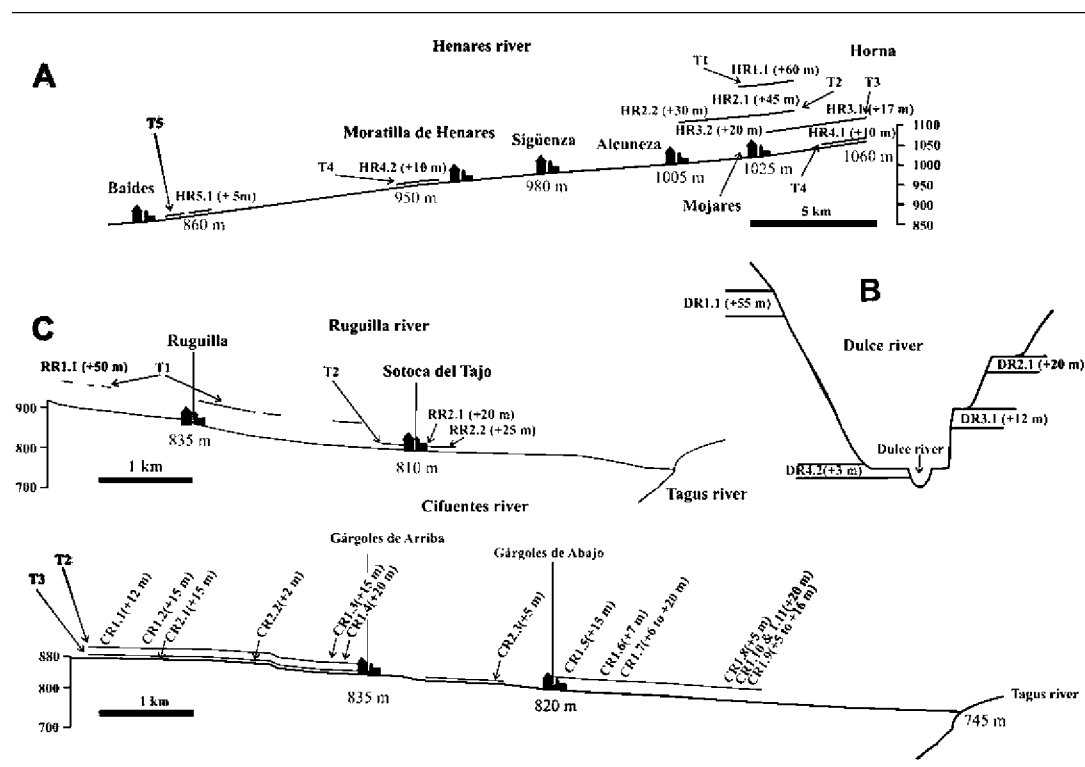 Henares river
A
Horna
T1
HR1.1 (+60 m)
T2
T3
HR2.1 (+45 m)
HR2.2 (+30 m)
HR3.1 (+17 m)
HR3.2 (+20 m)
HR4.1 (+10 m)
T5
Moratilla de Henares
Sigüenza
Alcuneza
1100
1050
1000
950
900
850
T4
HR4.2 (+10 m)
Baides
HR5.1 (+ 5m)
860 m
950 m
980 m
1005 m
1025 m
1060 m
Mojares
T4
5 km
B
DR1.1 (+55 m)
Dulce river
DR2.1 (+20 m)
DR3.1 (+12 m)
Dulce river
DR4.2 (+3 m)
C
Ruguilla river
Ruguilla
RR1.1 (+50 m)
T1
T2
Sotoca del Tajo
RR2.1 (+20 m)
RR2.2 (+25 m)
900
800
700
835 m
810 m
1 km
Tagus river
Cifuentes river
Gárgoles de Arriba
Gárgoles de Abajo
T2
T3
CR1.1(+12 m)
CR1.2(+15 m)
CR2.1(+15 m)
CR2.2(+2 m)
CR1.3(+15 m)
CR1.4(+20 m)
CR2.3(+5 m)
CR1.5(+15 m)
CR1.6(+7 m)
CR1.7(+6 to +20 m)
CR1.8(+5 m)
CR1.10 & 1.11(+20 m)
CR1.9(+5 to +16 m)
880
800
700
835 m
820 m
1 km
Tagus river
745 m